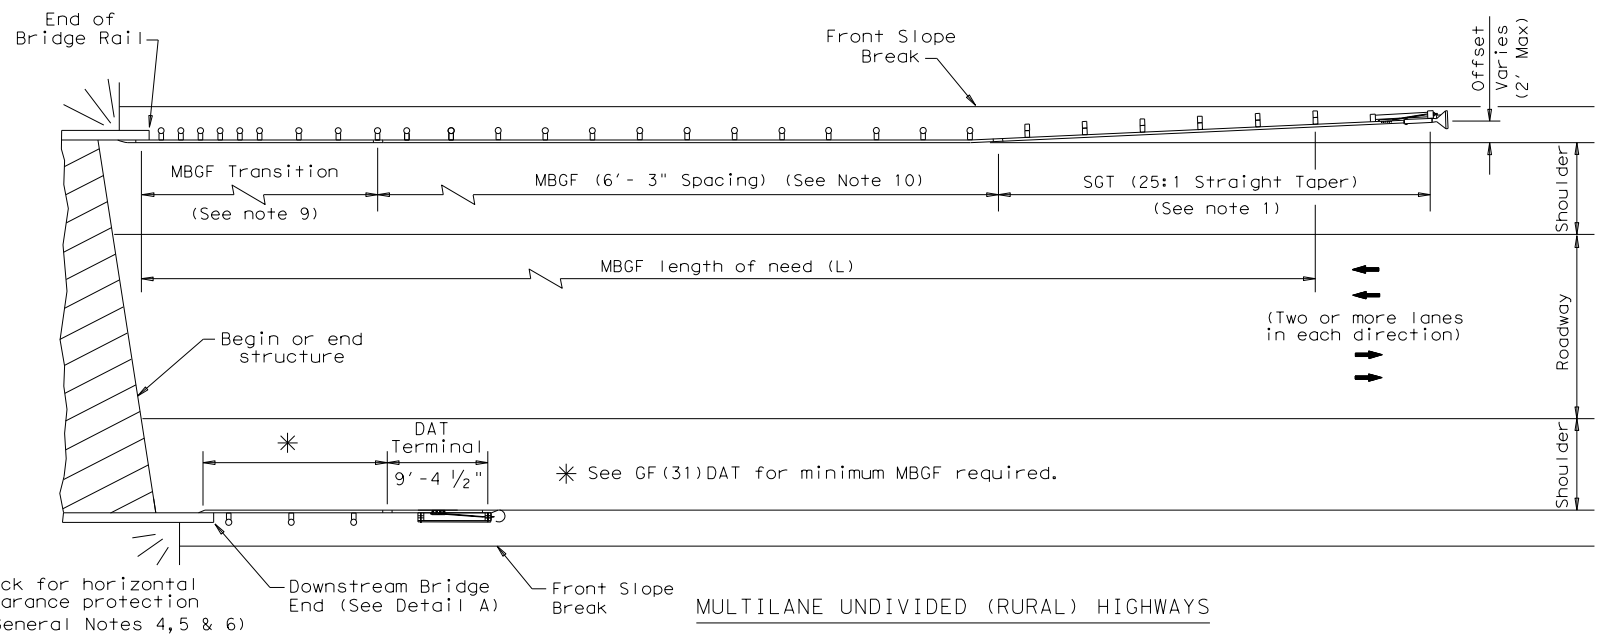 End of
Bridge Rail
Front Slope
Break
Offset
Varies
(2' Max)
MBGF Transition
(See note 9)
MBGF (6'- 3" Spacing) (See Note 10)
SGT (25:1 Straight Taper)
(See note 1)
Shoulder
MBGF length of need (L)
(Two or more lanes
in each direction)
Roadway
Begin or end
structure
DAT
Terminal
9'-4 1/2"
See GF(31)DAT for minimum MBGF required.
Shoulder
ck for horizontal
arance protection
General Notes 4,5 & 6)
Downstream Bridge
End (See Detail A)
Front Slope
Break
MULTILANE UNDIVIDED (RURAL) HIGHWAYS